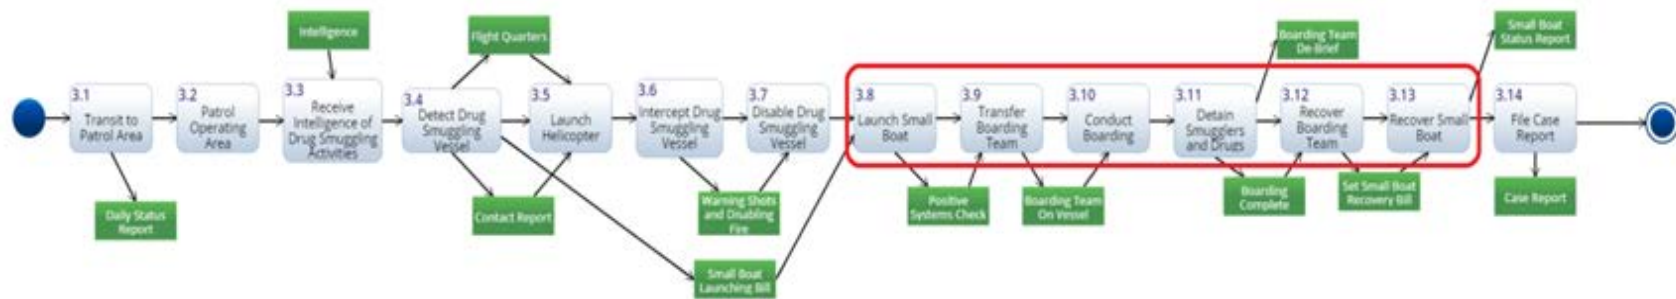 Intelligence
Flight Quarters
Boarding Team
De-Brief
Small Boat
Status Report
3.1
Transit to
Patrol Area
3.2
Patrol
Operating
Area
3.3
Receive
Intelligence of
Drug Smuggling
Activities
3.4
Detect Drug
Smuggling
Vessel
3.5
Launch
Helicopter
3.6
Intercept Drug
Smuggling
Vessel
3.7
Disable Drug
Smuggling
Vessel
3.8
Launch Small
Boat
3.9
Transfer
Boarding
Team
3.10
Conduct
Boarding
3.11
Detain
Smugglers
and Drugs
3.12
Recover
Boarding
Team
3.13
Recover Small
Boat
3.14
File Case
Report
Daily Status
Report
Contact Report
Warning Shots
and Disabling
Fire
Small Boat
Launching Bill
Positive
Systems Check
Boarding Team
On Vessel
Boarding
Complete
Set Small Boat
Recovery Bill
Case Report